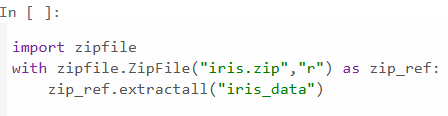 In [ ]:
import zipfile
with zipfile.ZipFile("iris.zip","r") as zip_ref:
    zip_ref.extractall("iris_data")